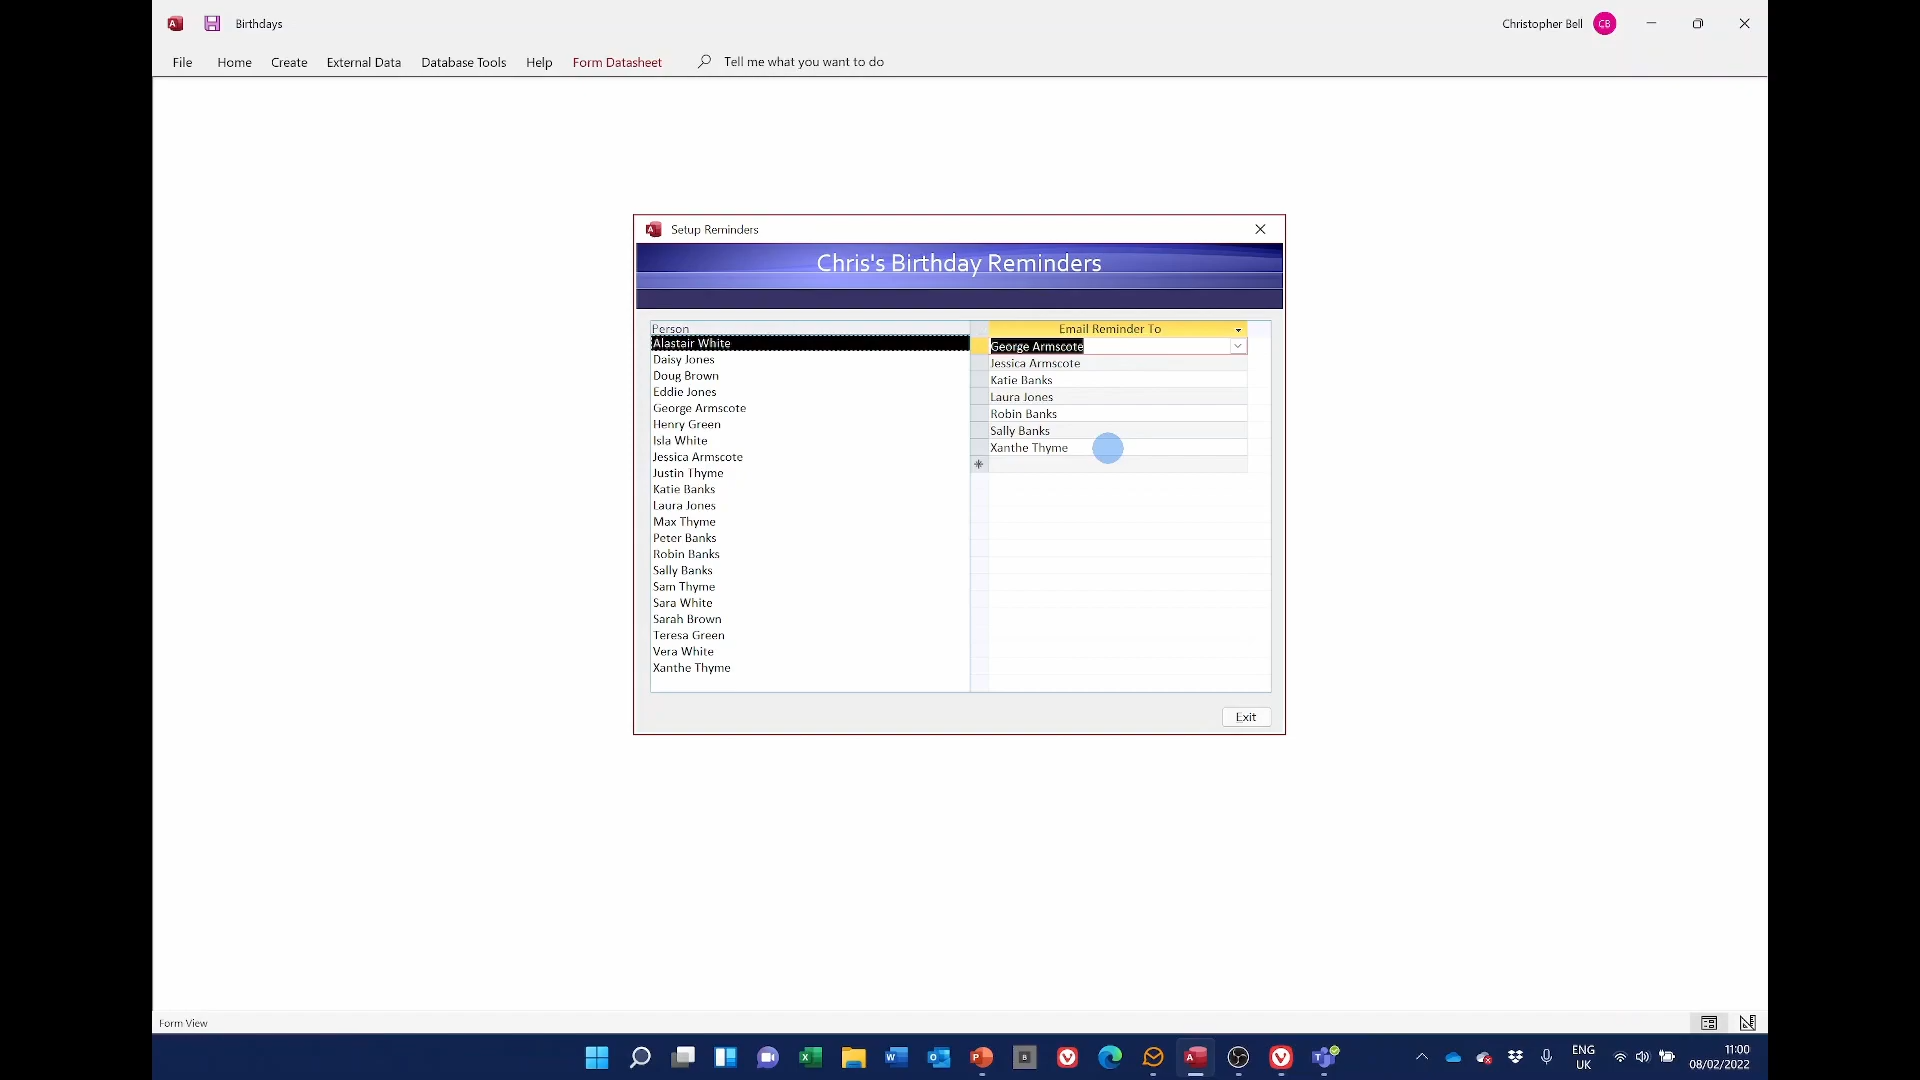 Birthdays
Christopher Bell CB
File Home Create External Data Database Tools Help Form Datasheet Tell me what you want to do
Setup Reminders
Chris's Birthday Reminders
Person
Alastair White
Daisy Jones
Doug Brown
Eddie Jones
George Armscote
Henry Green
Isla White
Jessica Armscote
Justin Thyme
Katie Banks
Laura Jones
Max Thyme
Peter Banks
Robin Banks
Sally Banks
Sam Thyme
Sara White
Sarah Brown
Teresa Green
Vera White
Xanthe Thyme
Email Reminder To
George Armscote
Jessica Armscote
Katie Banks
Laura Jones
Robin Banks
Sally Banks
Xanthe Thyme
Exit
Form View
ENG
UK
11:00
08/02/2022